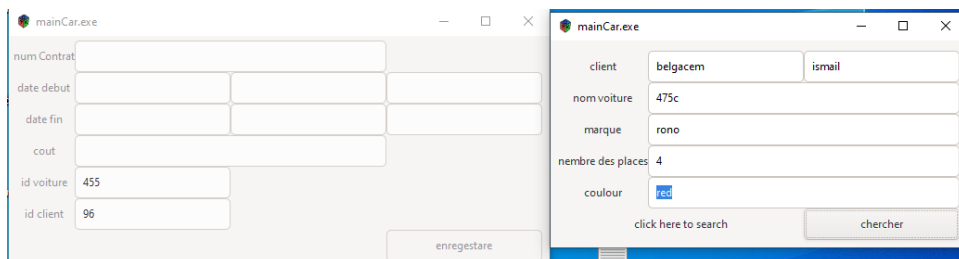 mainCar.exe
num Contrat
date debut
date fin
cout
id voiture 455
id client 96
enregestare
mainCar.exe
client belgacem ismail
nom voiture 475c
marque rono
nembre des places 4
coulour red
click here to search chercher